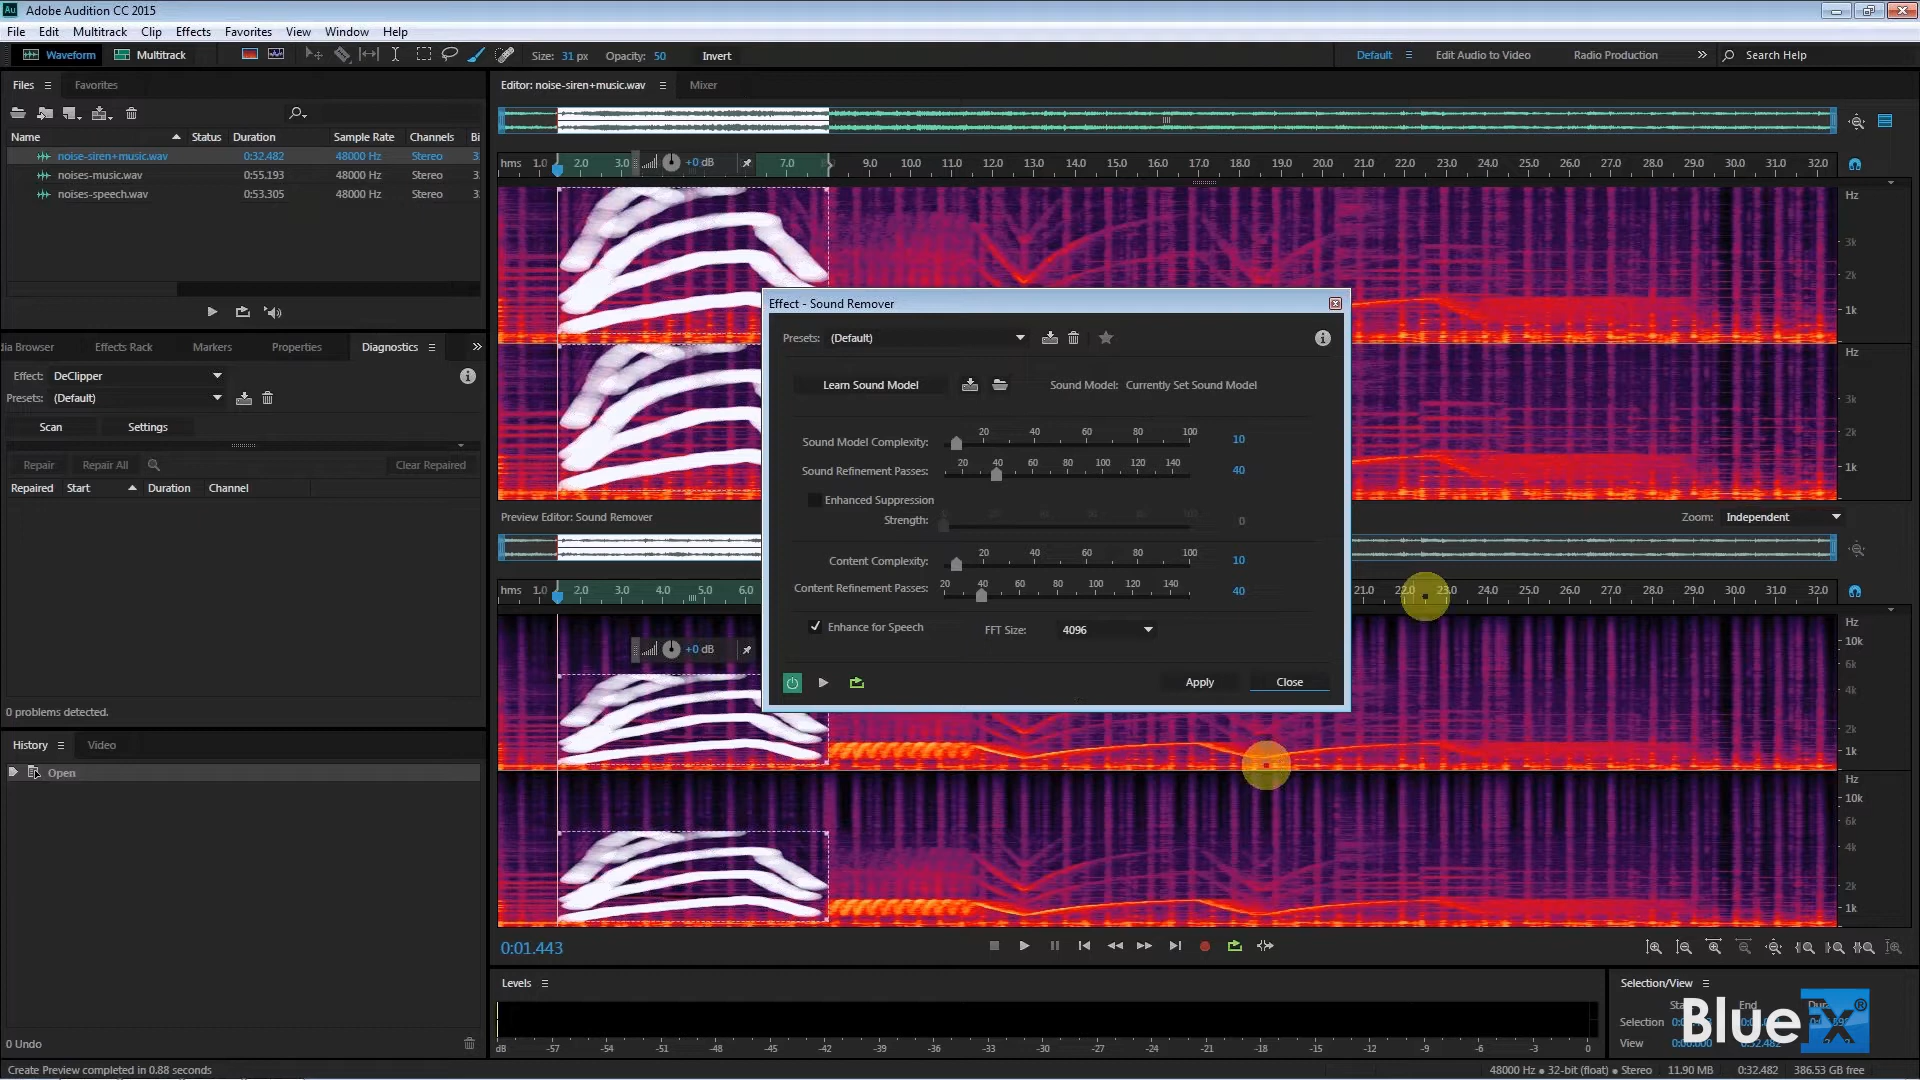 Adobe Audition CC 2015
File Edit Multitrack Clip Effects Favorites View Window Help
Waveform Multitrack Size: 31 px Opacity: 50 Invert Default Edit Audio to Video Radio Production Search Help
Files Favorites
Name Status Duration Sample Rate Channels Bi
noise-siren+music.wav 0:32.482 48000 Hz Stereo 3
noises-music.wav 0:55.193 48000 Hz Stereo 3
noises-speech.wav 0:53.305 48000 Hz Stereo 3
dia Browser Effects Rack Markers Properties Diagnostics
Effect: DeClipper
Presets: (Default)
Scan Settings
Repair Repair All Clear Repaired
Repaired Start Duration Channel
0 problems detected.
History Video
Open
0 Undo
Create Preview completed in 0.88 seconds
Editor: noise-siren+music.wav Mixer
hms 1.0 2.0 3.0 +0 dB 7.0 9.0 10.0 11.0 12.0 13.0 14.0 15.0 16.0 17.0 18.0 19.0 20.0 21.0 22.0 23.0 24.0 25.0 26.0 27.0 28.0 29.0 30.0 31.0 32.0
Hz
3k
2k
1k
Hz
3k
2k
1k
Effect - Sound Remover
Presets: (Default)
Learn Sound Model Sound Model: Currently Set Sound Model
20 40 60 80 100
Sound Model Complexity: 10
20 40 60 80 100 120 140
Sound Refinement Passes: 40
Enhanced Suppression
Strength: 0
20 40 60 80 100
Content Complexity: 10
20 40 60 80 100 120 140
Content Refinement Passes: 40
Enhance for Speech FFT Size: 4096
Apply Close
Preview Editor: Sound Remover Zoom: Independent
hms 1.0 2.0 3.0 4.0 5.0 6.0 21.0 22.0 23.0 24.0 25.0 26.0 27.0 28.0 29.0 30.0 31.0 32.0
+0 dB
Hz
10k
6k
4k
2k
1k
Hz
10k
6k
4k
2k
1k
0:01.443
Levels
dB -57 -54 -51 -48 -45 -42 -39 -36 -33 -30 -27 -24 -21 -18 -15 -12 -9 -6 -3 0
Selection/View
End
Selection
View
Blue fx®
48000 Hz • 32-bit (float) • Stereo 11.90 MB 0:32.482 386.53 GB free